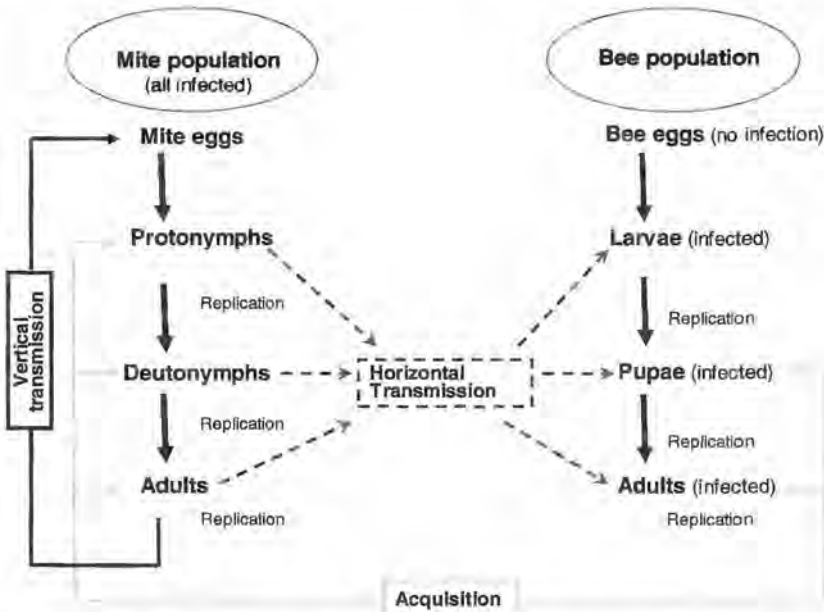 Mite population
(all infected)
Bee population
Mite eggs
Bee eggs (no infection)
Protonymphs
Larvae (infected)
Replication
Replication
Vertical
transmission
Deutonymphs
Horizontal
Transmission
Pupae (infected)
Replication
Replication
Adults
Adults (infected)
Replication
Replication
Acquisition